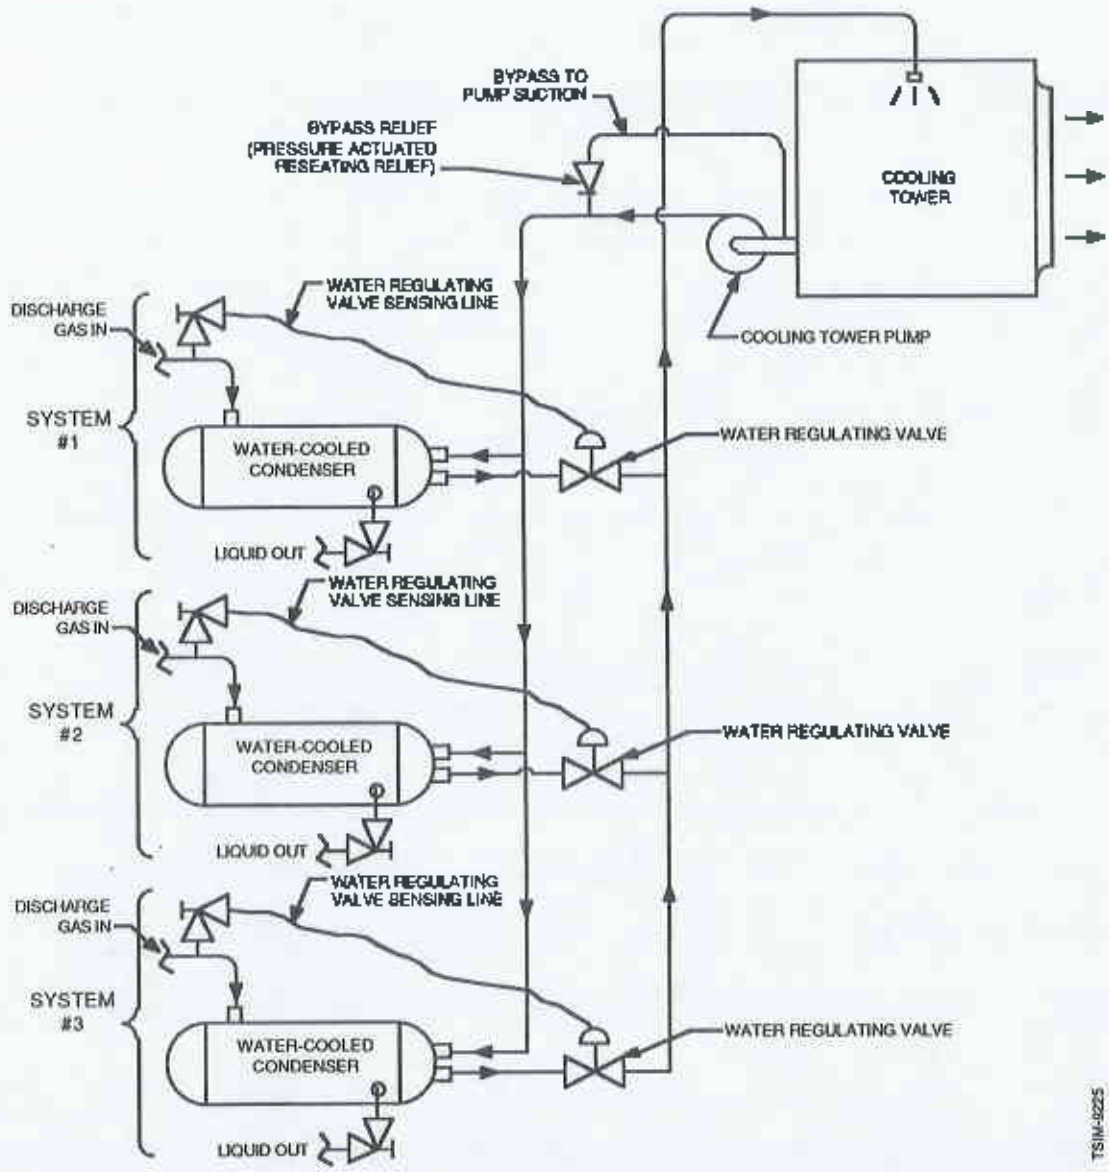 BYPASS TO
PUMP SUCTION
BYPASS RELIEF
(PRESSURE ACTUATED
RESEATING RELIEF)
COOLING
TOWER
COOLING TOWER PUMP
WATER REGULATING
VALVE SENSING LINE
DISCHARGE
GAS IN
SYSTEM
#1
WATER-COOLED
CONDENSER
WATER REGULATING VALVE
LIQUID OUT
WATER REGULATING
VALVE SENSING LINE
DISCHARGE
GAS IN
SYSTEM
#2
WATER-COOLED
CONDENSER
WATER REGULATING VALVE
LIQUID OUT
WATER REGULATING
VALVE SENSING LINE
DISCHARGE
GAS IN
SYSTEM
#3
WATER-COOLED
CONDENSER
WATER REGULATING VALVE
LIQUID OUT
TSIM-9225